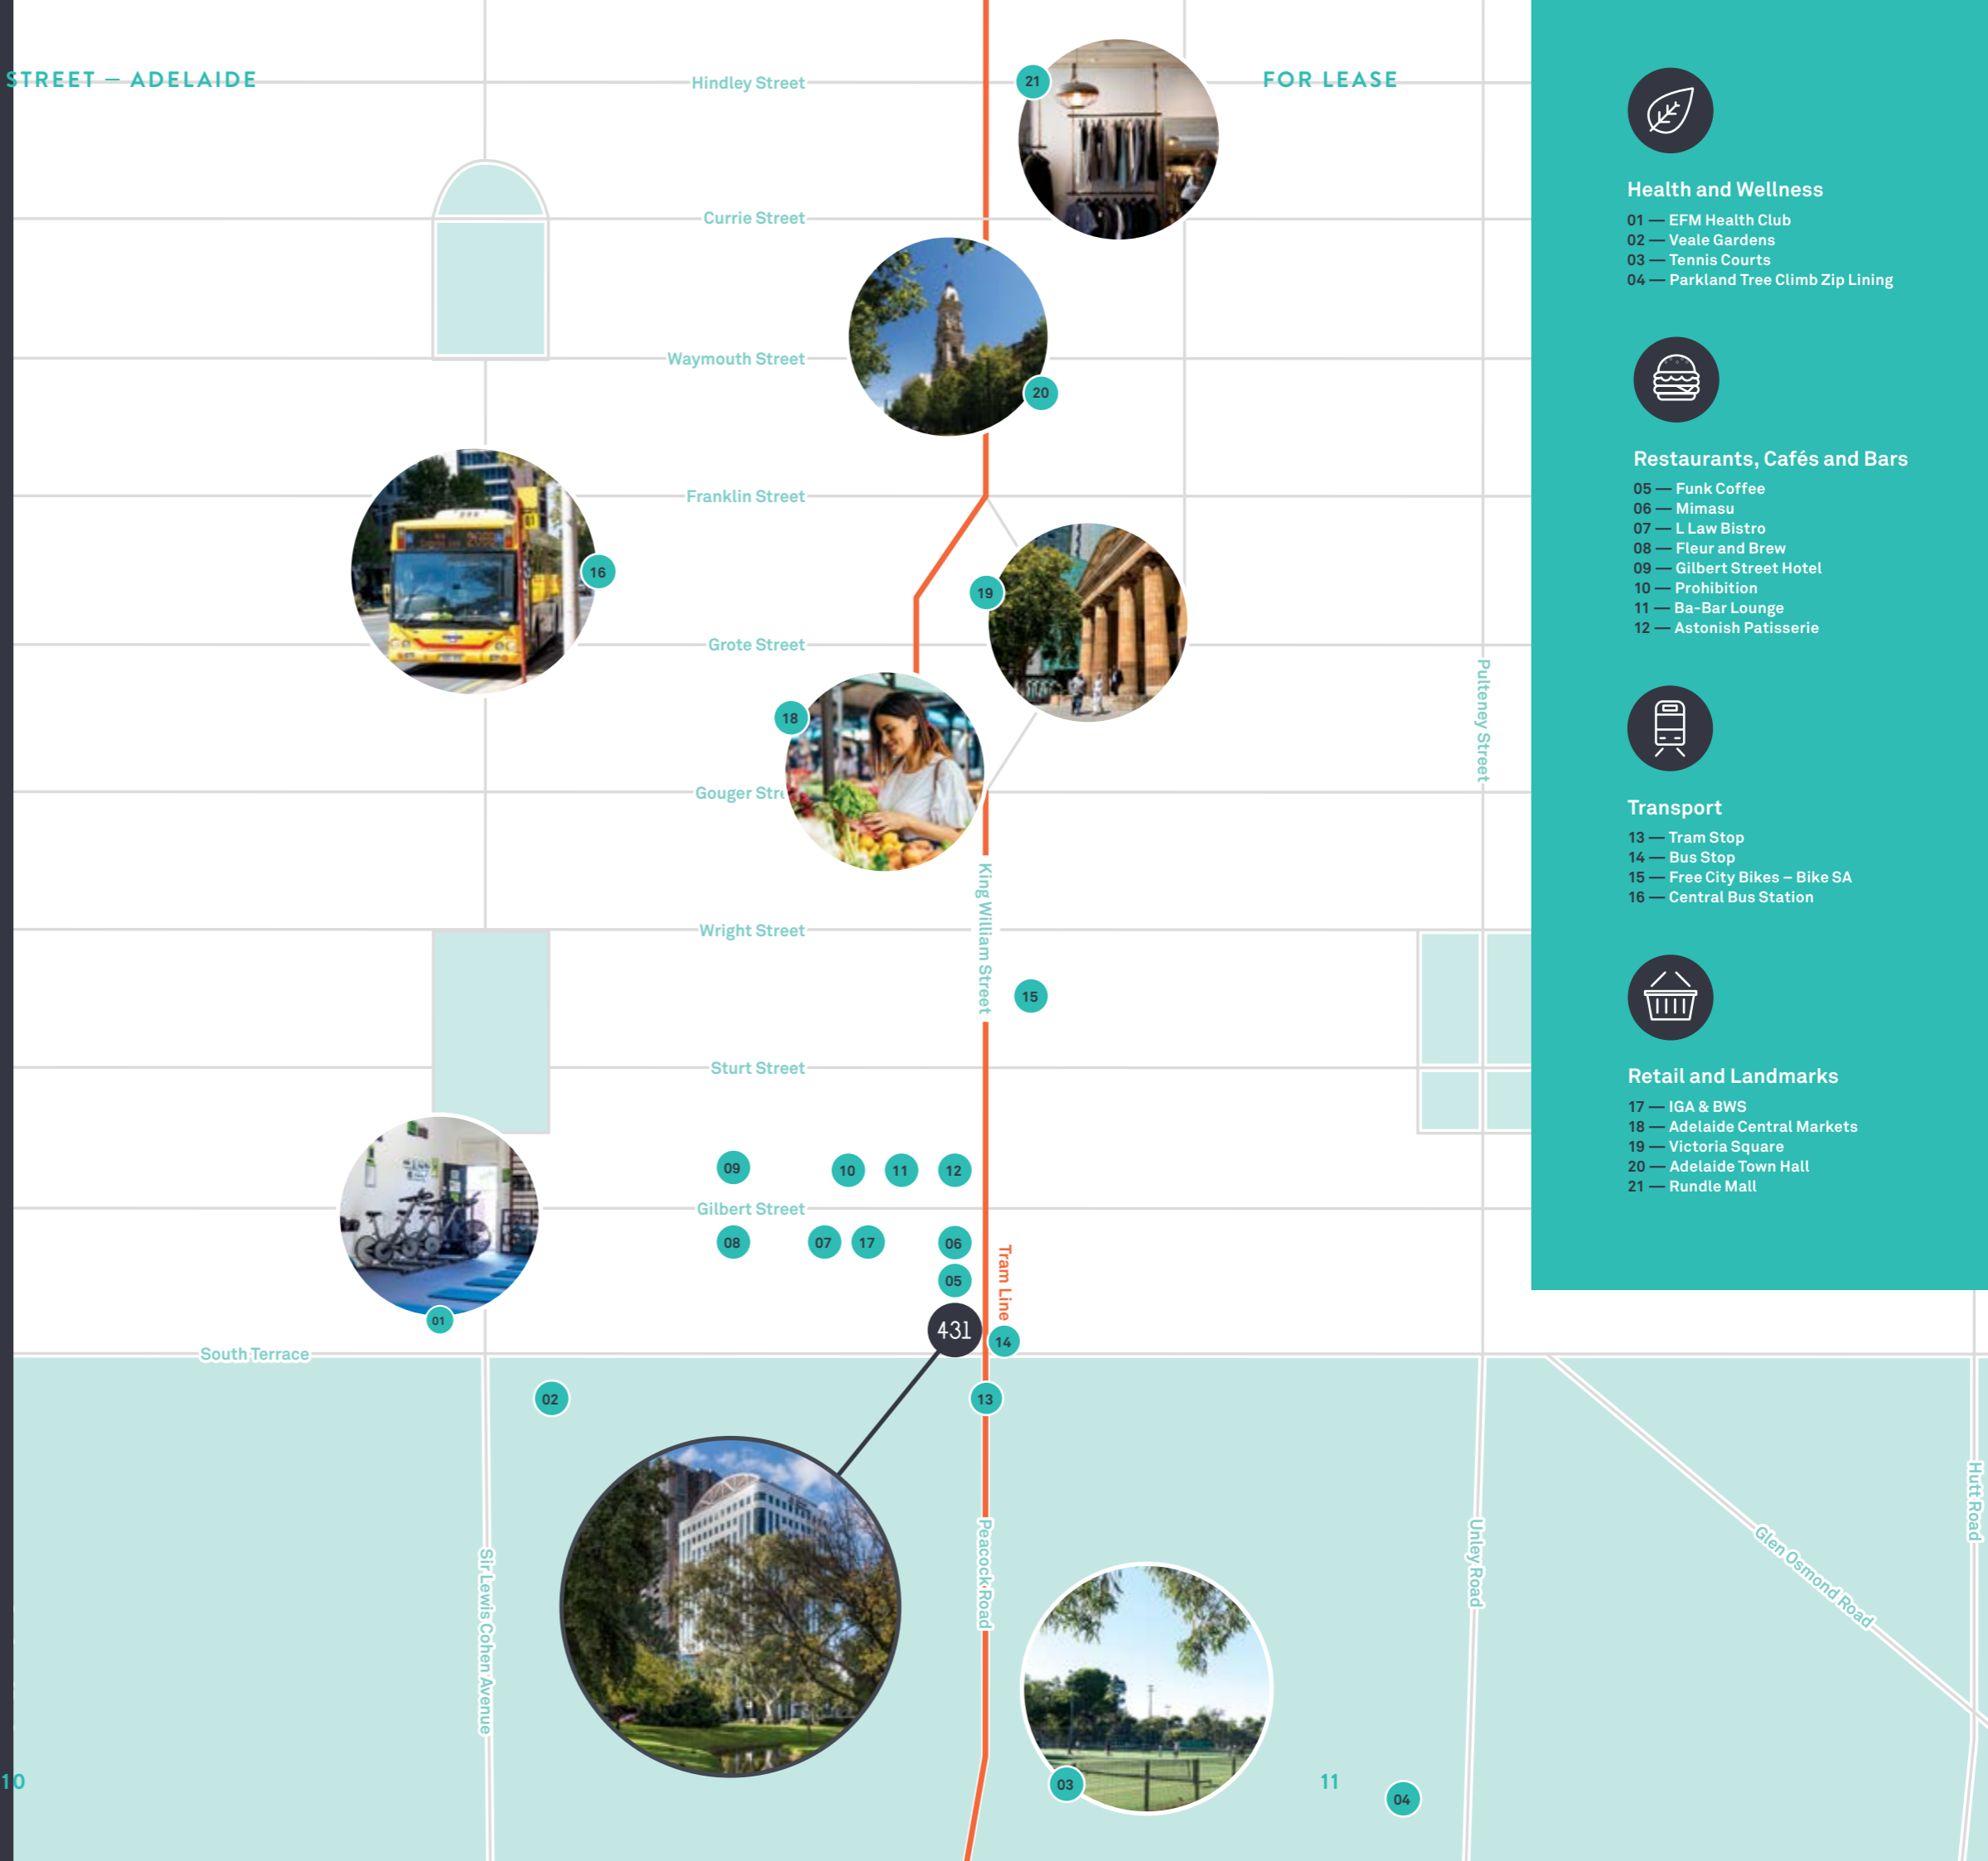 STREET — ADELAIDE
FOR LEASE
Hindley Street
Currie Street
Waymouth Street
Franklin Street
Grote Street
Gouger Stre
Wright Street
Sturt Street
Gilbert Street
South Terrace
King William Street
Pulteney Street
Tram Line
Peacock Road
Sir Lewis Cohen Avenue
Unley Road
Glen Osmond Road
Hutt Road
21
20
16
19
18
15
09
10
11
12
08
07
17
06
05
01
431
14
02
13
03
04
10
11
Health and Wellness
01 — EFM Health Club
02 — Veale Gardens
03 — Tennis Courts
04 — Parkland Tree Climb Zip Lining
Restaurants, Cafés and Bars
05 — Funk Coffee
06 — Mimasu
07 — L Law Bistro
08 — Fleur and Brew
09 — Gilbert Street Hotel
10 — Prohibition
11 — Ba-Bar Lounge
12 — Astonish Patisserie
Transport
13 — Tram Stop
14 — Bus Stop
15 — Free City Bikes – Bike SA
16 — Central Bus Station
Retail and Landmarks
17 — IGA & BWS
18 — Adelaide Central Markets
19 — Victoria Square
20 — Adelaide Town Hall
21 — Rundle Mall